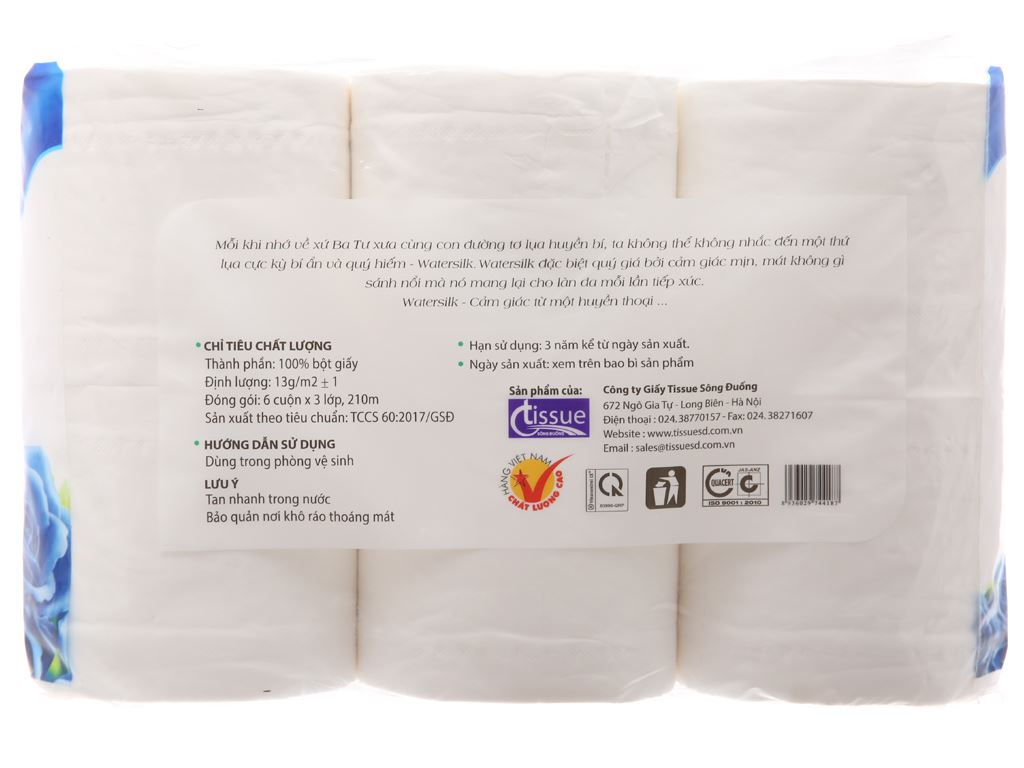 Mỗi khi nhớ về xứ Ba Tư xưa cùng con đường tơ lụa huyền bí, ta không thể không nhắc đến một thứ
lụa cực kỳ bí ẩn và quý hiếm - Watersilk. Watersilk đặc biệt quý giá bởi cảm giác mịn, mát không gì
sánh nổi mà nó mang lại cho làn da mỗi lần tiếp xúc.
Watersilk - Cảm giác từ một huyền thoại ...
• CHỈ TIÊU CHẤT LƯỢNG
Thành phần: 100% bột giấy
Định lượng: 13g/m2 ± 1
Đóng gói: 6 cuộn x 3 lớp, 210m
Sản xuất theo tiêu chuẩn: TCCS 60:2017/GSĐ
• HƯỚNG DẪN SỬ DỤNG
Dùng trong phòng vệ sinh
LƯU Ý
Tan nhanh trong nước
Bảo quản nơi khô ráo thoáng mát
• Hạn sử dụng: 3 năm kể từ ngày sản xuất.
• Ngày sản xuất: xem trên bao bì sản phẩm
Sản phẩm của:
tissue
SÔNG ĐUỐNG
Công ty Giấy Tissue Sông Đuống
672 Ngô Gia Tự - Long Biên - Hà Nội
Điện thoại : 024.38770157 - Fax: 024.38271607
Website : www.tissuesd.com.vn
Email : sales@tissuesd.com.vn
HÀNG VIỆT NAM
CHẤT LƯỢNG CAO
QUACERT
JAS-ANZ
ISO 9001 : 2010
8 936029 744187